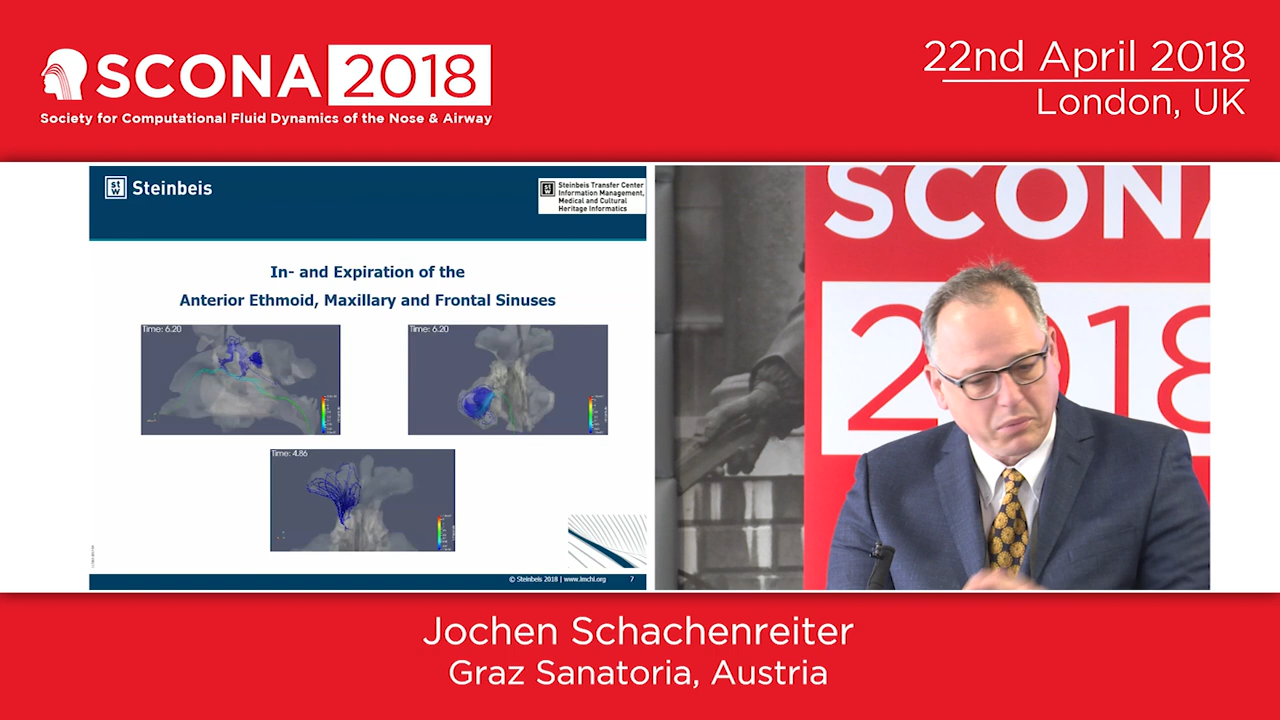 SCONA 2018
Society for Computational Fluid Dynamics of the Nose & Airway
22nd April 2018
London, UK
st
w
Steinbeis
st
w
Steinbeis Transfer Center
Information Management,
Medical and Cultural
Heritage Informatics
In- and Expiration of the
Anterior Ethmoid, Maxillary and Frontal Sinuses
Time: 6.20
Time: 6.20
Time: 4.86
© Steinbeis 2018 | www.imchi.org
7
SCONA
2018
Jochen Schachenreiter
Graz Sanatoria, Austria